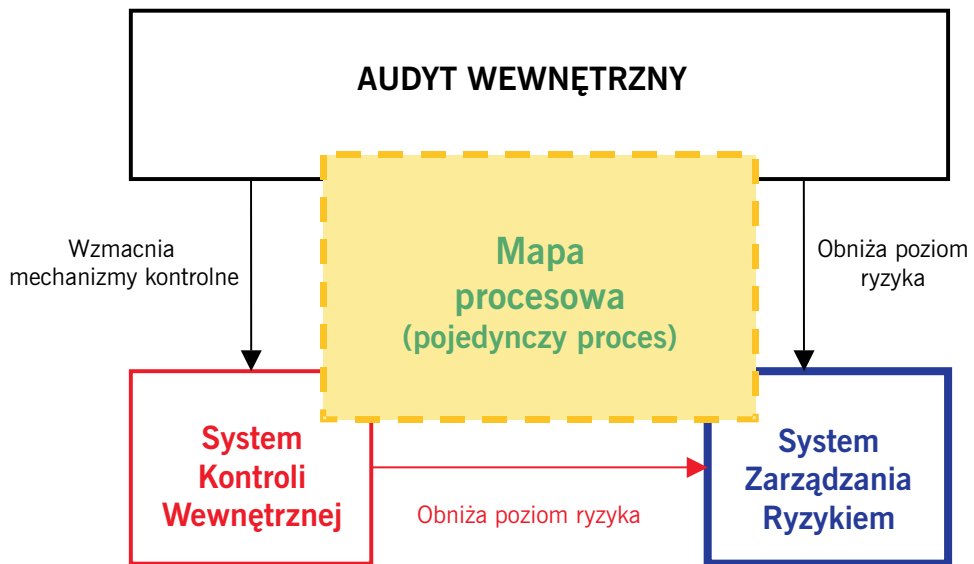 AUDYT WEWNĘTRZNY
Mapa
procesowa
(pojedynczy proces)
Wzmacnia
mechanizmy kontrolne
Obniża poziom
ryzyka
System
Kontroli
Wewnętrznej
Obniża poziom ryzyka
System
Zarządzania
Ryzykiem